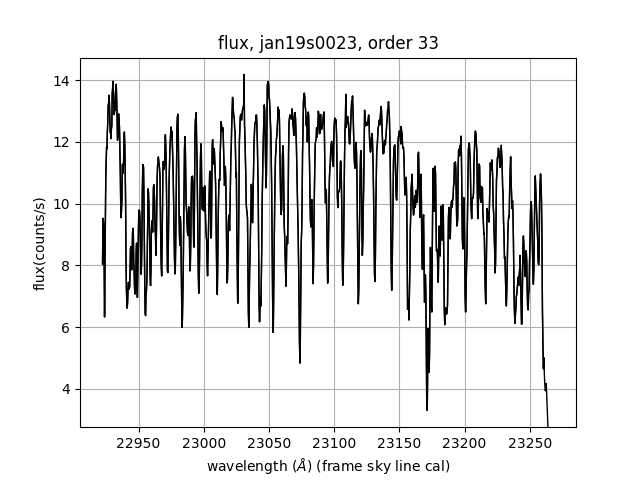 flux, jan19s0023, order 33
14
12
10
8
6
4
flux(counts/s)
22950 23000 23050 23100 23150 23200 23250
wavelength (Å) (frame sky line cal)